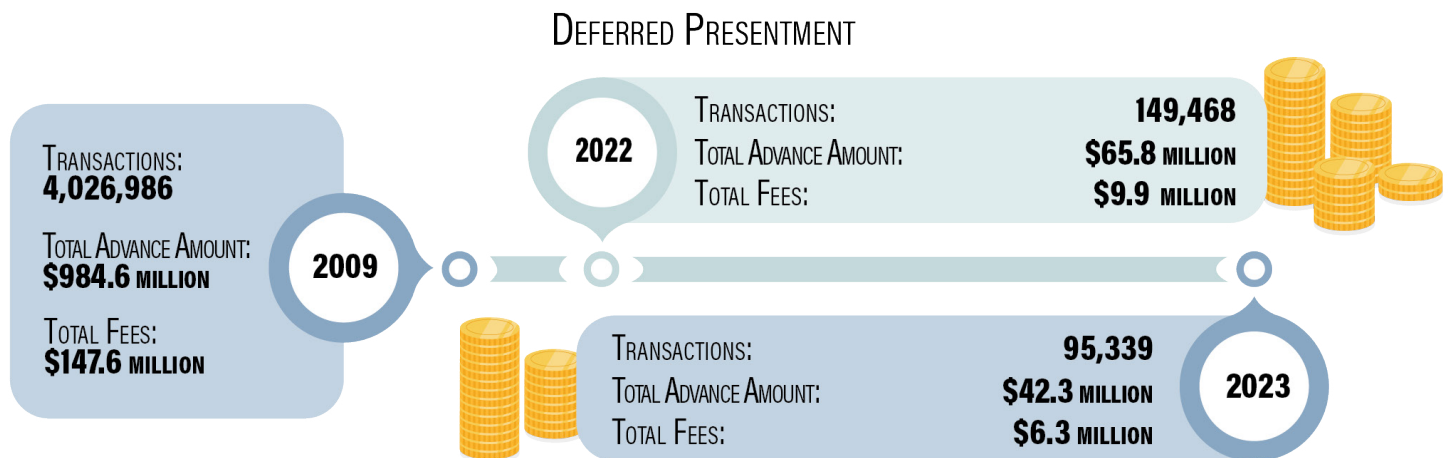 Deferred Presentment
Transactions:
4,026,986
Total Advance Amount:
$984.6 million
Total Fees:
$147.6 million
2009
2022
Transactions: 149,468
Total Advance Amount: $65.8 million
Total Fees: $9.9 million
Transactions: 95,339
Total Advance Amount: $42.3 million
Total Fees: $6.3 million
2023